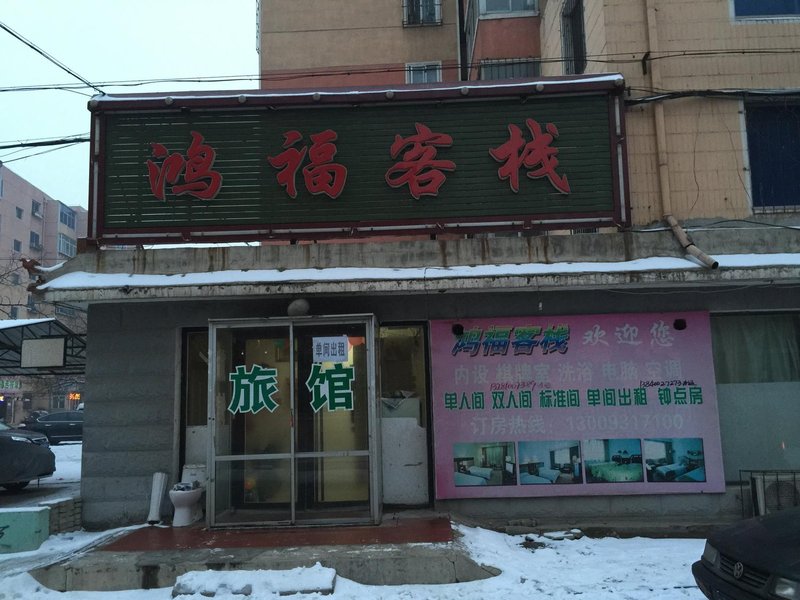 鸿福客栈
单间出租
旅馆
鸿福客栈 欢迎您
单人间 双人间 标准间 单间出租 钟点房
订房热线: